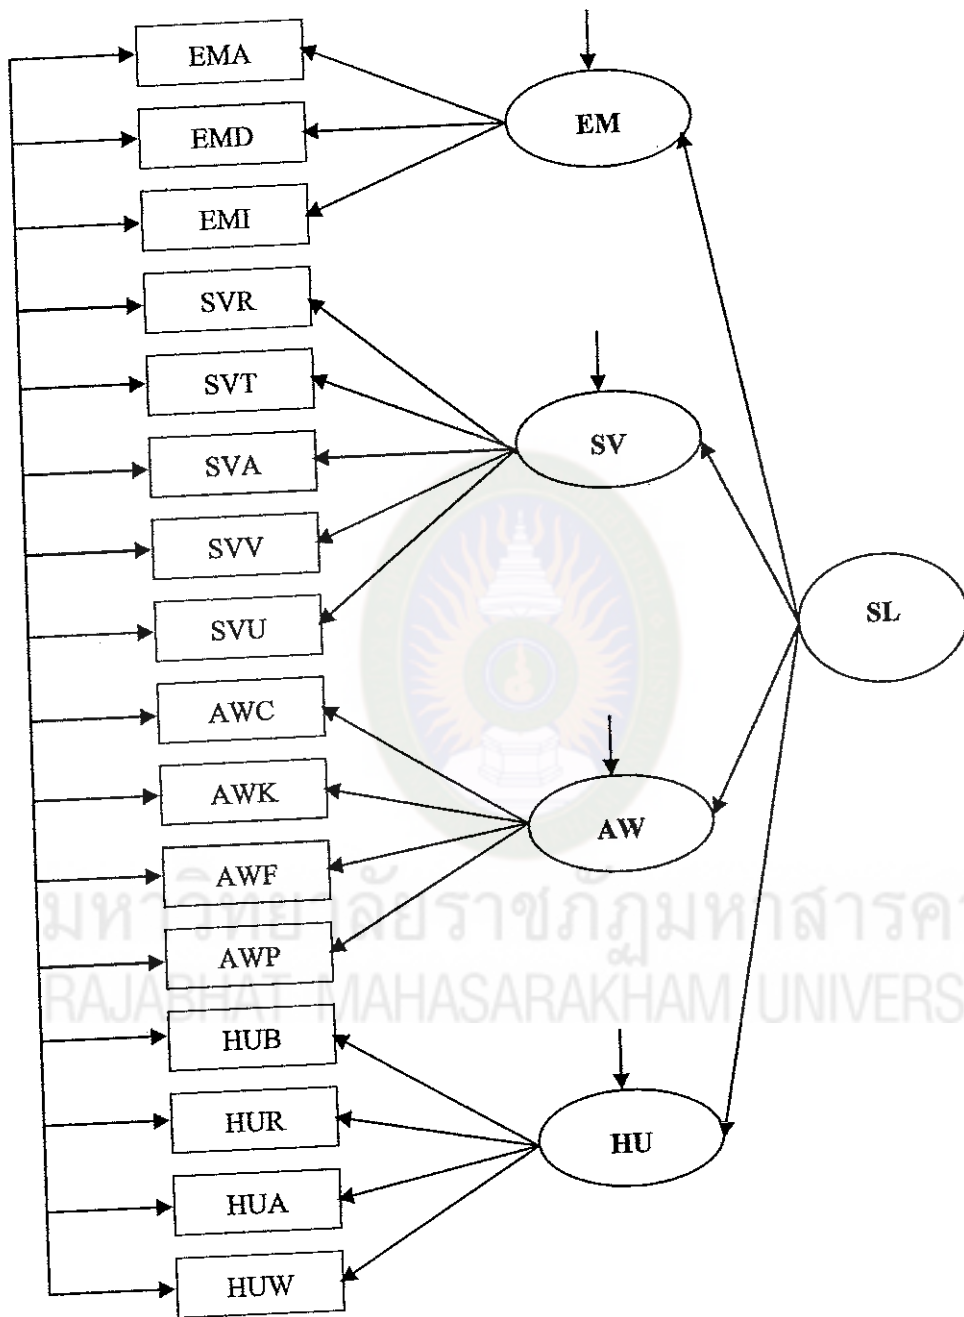 EMA
EM
EMD
EMI
SVR
SVT
SV
SVA
SVV
SVU
SL
AWC
AWK
AW
AWF
AWP
มหาวิทยาลัยราชภัฏมหาสารคา
RAJABHAT MAHASARAKHAM UNIVERS
HUB
HUR
HU
HUA
HUW